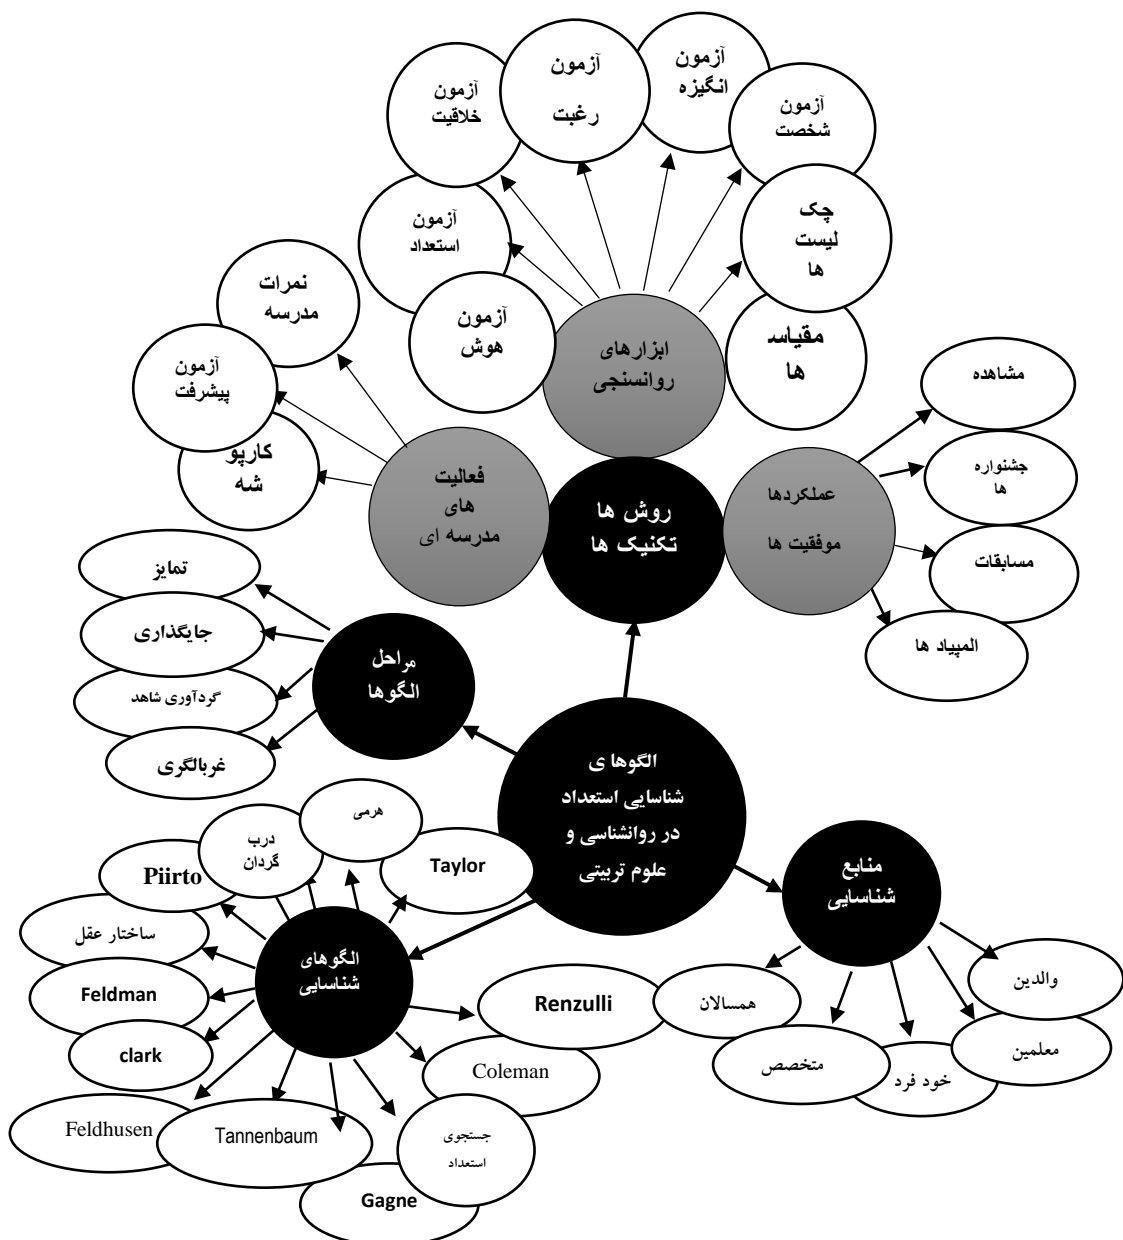 آزمون
انگیزه
آزمون
رغبت
آزمون
خلاقیت
آزمون
شخصت
چک
لیست
ها
آزمون
استعداد
نمرات
مدرسه
آزمون
هوش
ابزارهای
روانسنجی
مقیاسـ
ها
آزمون
پیشرفت
کارپو
شه
مشاهده
جشنواره
ها
مسابقات
المپیاد ها
فعالیت
های
مدرسه ای
روش ها
تکنیک ها
عملکردها
موفقیت ها
تمایز
جایگذاری
گردآوری شاهد
غربالگری
مراحل
الگوها
الگوها ی
شناسایی استعداد
در روانشناسی و
علوم تربیتی
منابع
شناسایی
هرمی
درب
گردان
Taylor
Piirto
ساختار عقل
Feldman
clark
الگوهای
شناسایی
Renzulli
Coleman
Feldhusen
Tannenbaum
جستجوی
استعداد
Gagne
والدین
معلمین
خود فرد
متخصص
همسالان